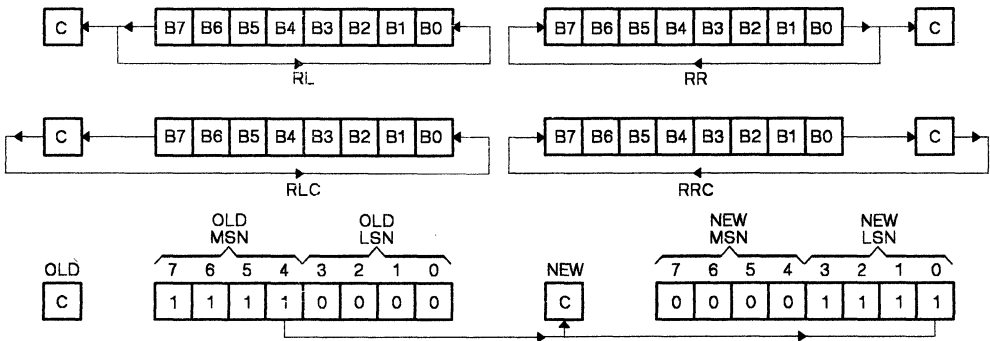 C B7 B6 B5 B4 B3 B2 B1 B0 B7 B6 B5 B4 B3 B2 B1 B0 C
RL RR
C B7 B6 B5 B4 B3 B2 B1 B0 B7 B6 B5 B4 B3 B2 B1 B0 C
RLC RRC
OLD OLD NEW NEW
MSN LSN MSN LSN
OLD 7 6 5 4 3 2 1 0 NEW 7 6 5 4 3 2 1 0
C 1 1 1 1 0 0 0 0 C 0 0 0 0 1 1 1 1